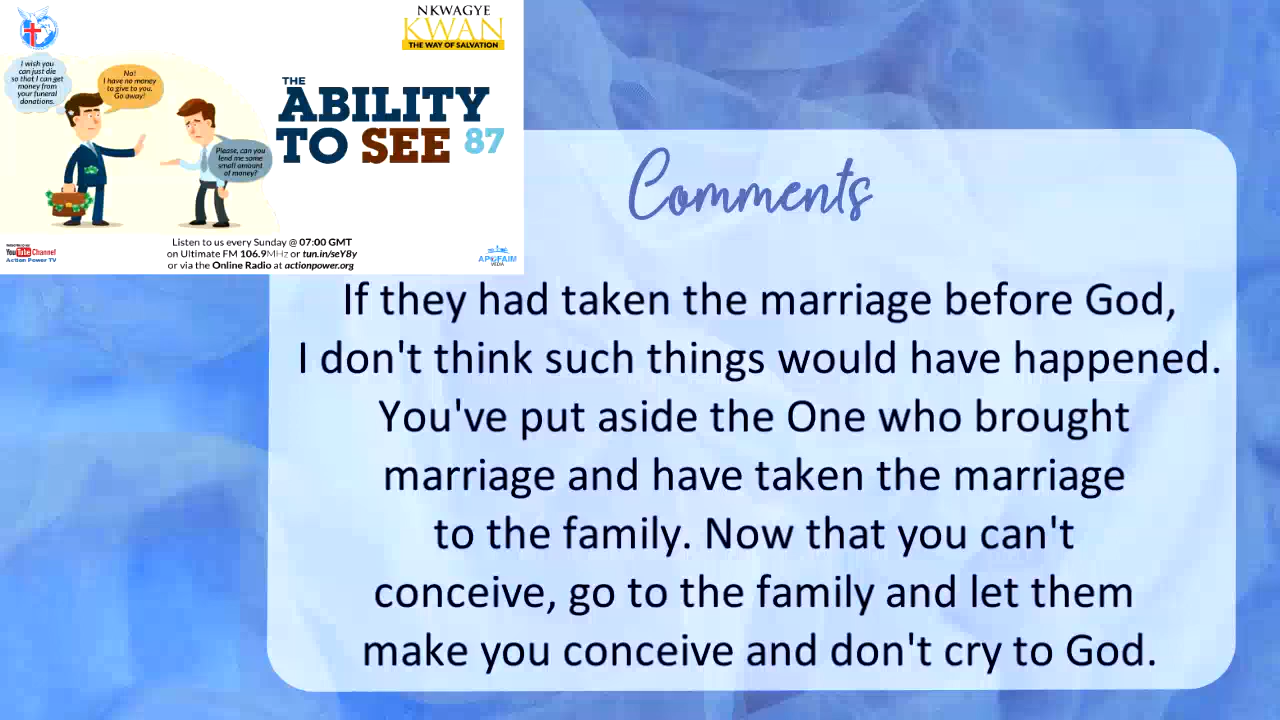 NKWAGYE
KWAN
THE WAY OF SALVATION
I wish you
can just die
so that I can get
money from
your funeral
donations.
No!
I have no money
to give to you.
Go away!
Please, can you
lend me some
small amount
of money?
THE
ABILITY
TO SEE 87
YouTube Channel
Action Power TV
Listen to us every Sunday @ 07:00 GMT
on Ultimate FM 106.9MHz or tun.in/seY8y
or via the Online Radio at actionpower.org
APOFAIM
MEDIA
Comments
If they had taken the marriage before God,
I don't think such things would have happened.
You've put aside the One who brought
marriage and have taken the marriage
to the family. Now that you can't
conceive, go to the family and let them
make you conceive and don't cry to God.